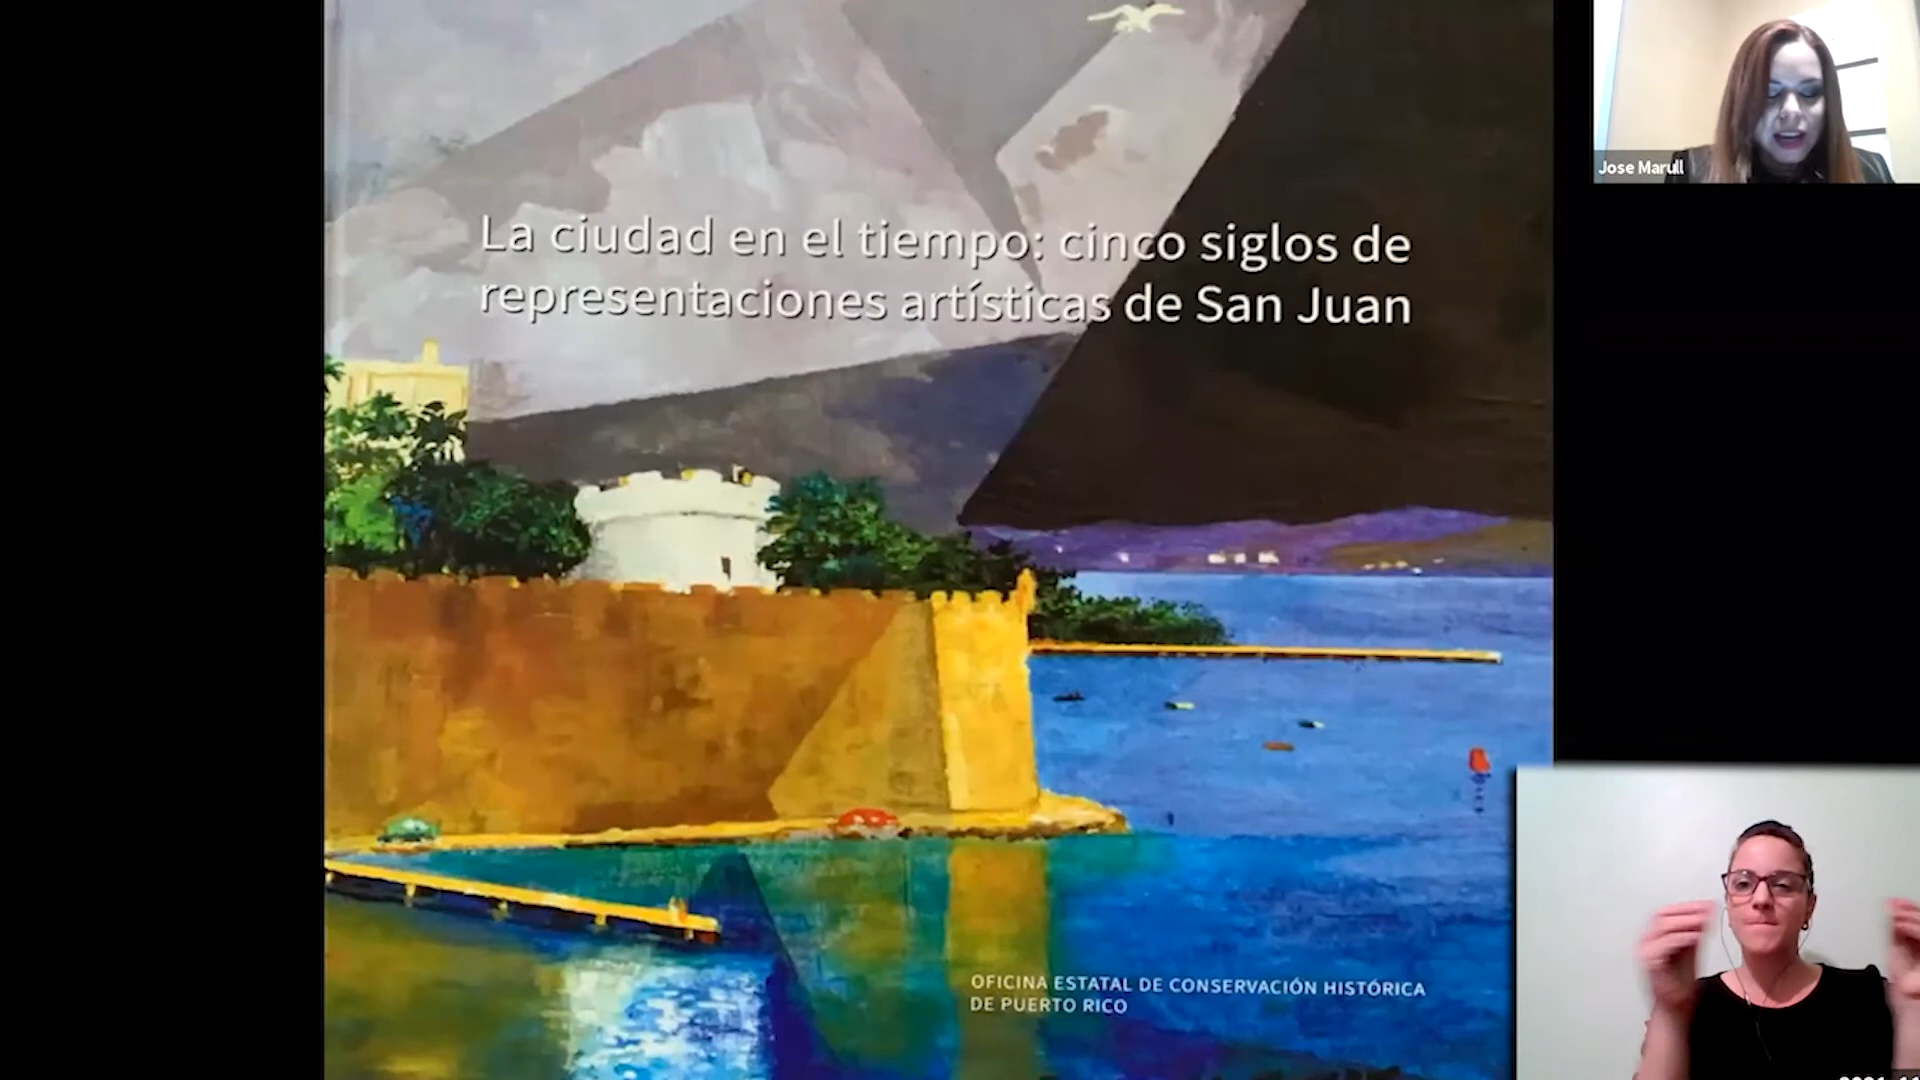 La ciudad en el tiempo: cinco siglos de
representaciones artísticas de San Juan
Jose Marull
OFICINA ESTATAL DE CONSERVACIÓN HISTÓRICA
DE PUERTO RICO